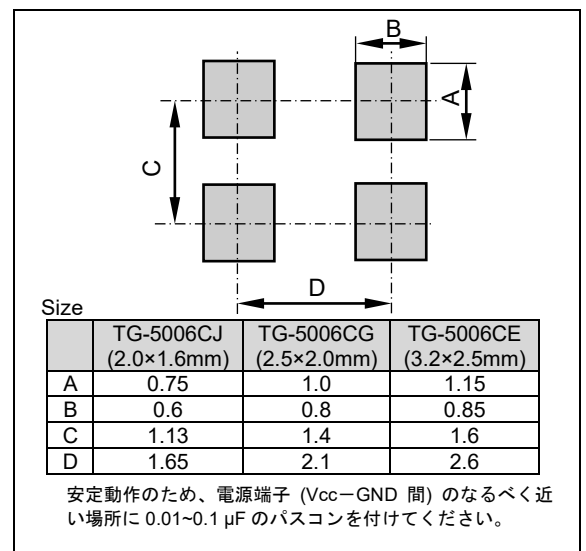 B
A
C
D
Size
TG-5006CJ TG-5006CG TG-5006CE
(2.0×1.6mm) (2.5×2.0mm) (3.2×2.5mm)
A 0.75 1.0 1.15
B 0.6 0.8 0.85
C 1.13 1.4 1.6
D 1.65 2.1 2.6
安定動作のため、電源端子 (Vcc－GND 間) のなるべく近
い場所に 0.01~0.1 µF のパスコンを付けてください。